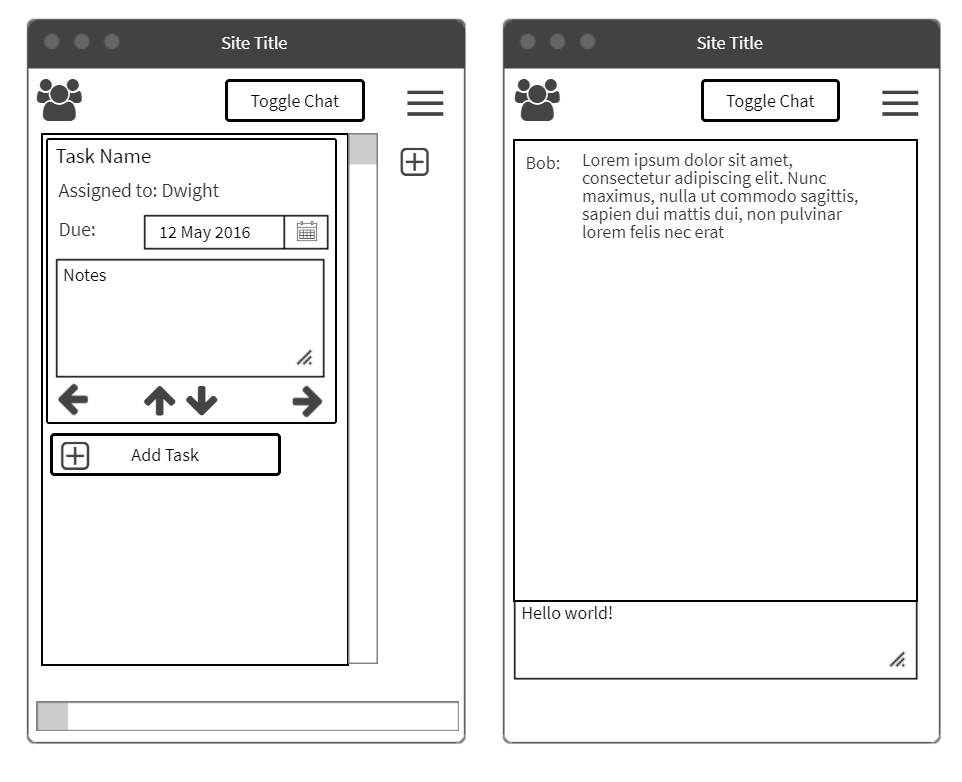 Site Title
Toggle Chat
Task Name
Assigned to: Dwight
Due:
12 May 2016
Notes
Add Task
Site Title
Toggle Chat
Bob:
Lorem ipsum dolor sit amet,
consectetur adipiscing elit. Nunc
maximus, nulla ut commodo sagittis,
sapien dui mattis dui, non pulvinar
lorem felis nec erat
Hello world!